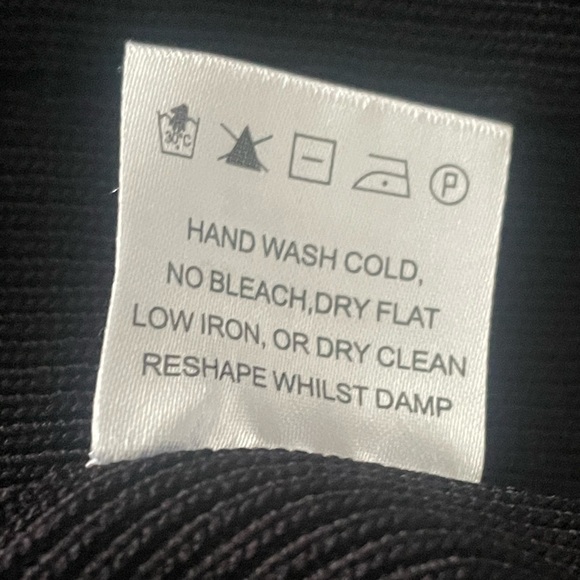 30°C P
HAND WASH COLD,
NO BLEACH,DRY FLAT
LOW IRON, OR DRY CLEAN
RESHAPE WHILST DAMP